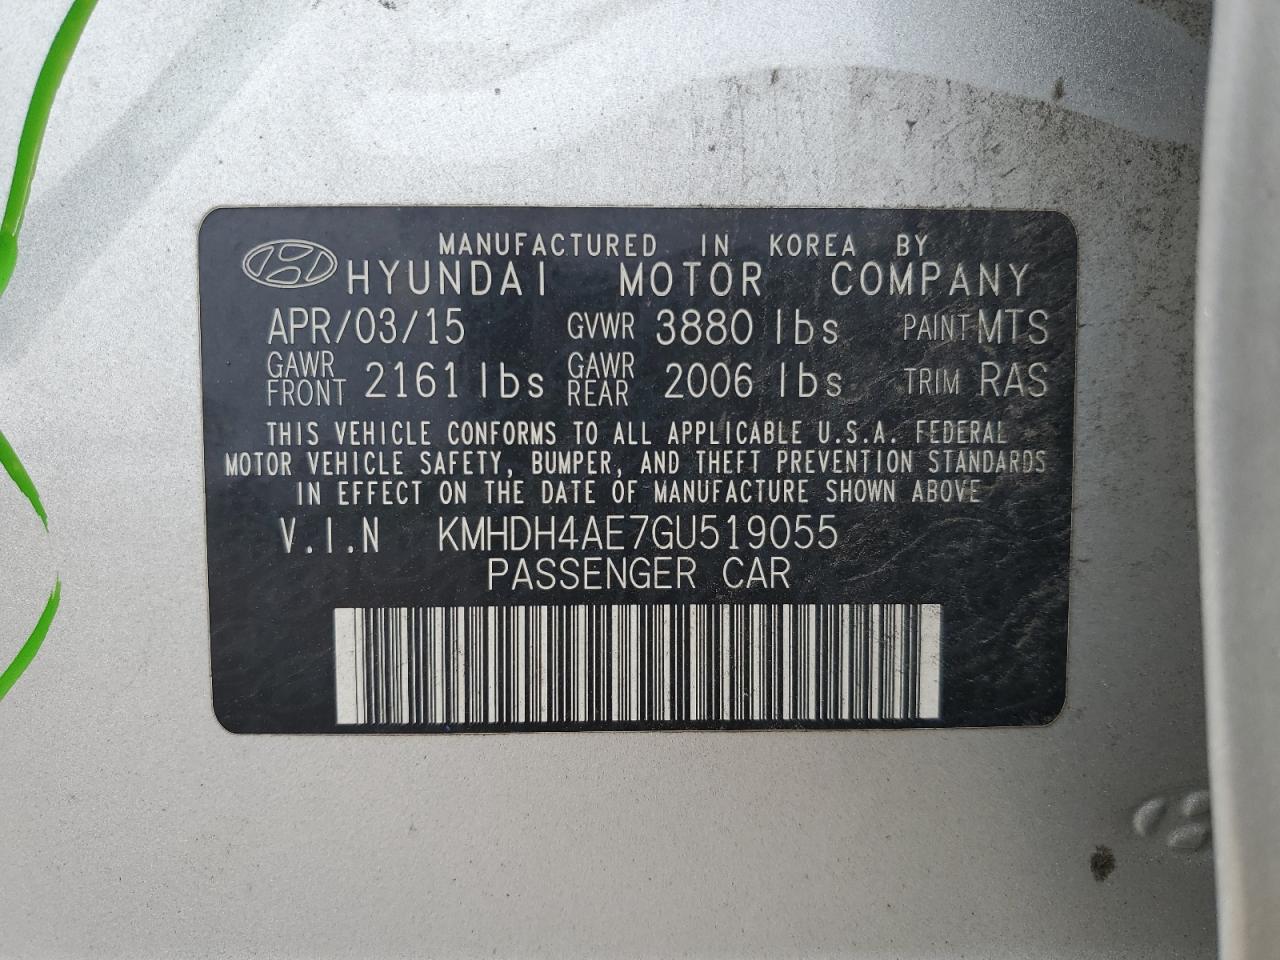 MANUFACTURED IN KOREA BY
HYUNDAI MOTOR COMPANY
APR/03/15 GVWR 3880 lbs PAINT MTS
GAWR FRONT 2161 lbs GAWR REAR 2006 lbs TRIM RAS
THIS VEHICLE CONFORMS TO ALL APPLICABLE U.S.A. FEDERAL
MOTOR VEHICLE SAFETY, BUMPER, AND THEFT PREVENTION STANDARDS
IN EFFECT ON THE DATE OF MANUFACTURE SHOWN ABOVE
V.I.N KMHDH4AE7GU519055
PASSENGER CAR